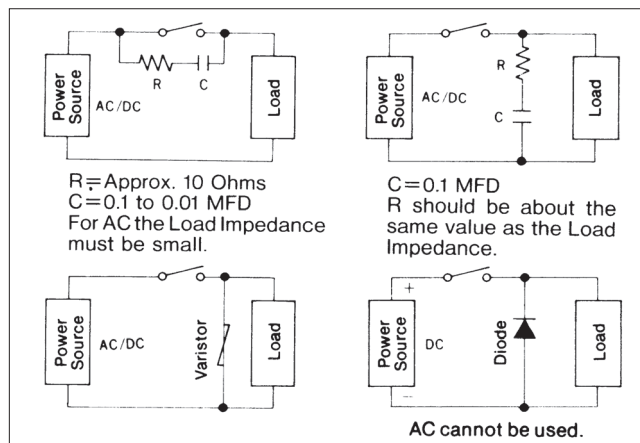 Power
Source
AC/DC
R
C
Load
R≒Approx. 10 Ohms
C=0.1 to 0.01 MFD
For AC the Load Impedance
must be small.
Power
Source
AC/DC
R
C
Load
C=0.1 MFD
R should be about the
same value as the Load
Impedance.
Power
Source
AC/DC
Varistor
Load
Power
Source
+
−
DC
Diode
Load
AC cannot be used.